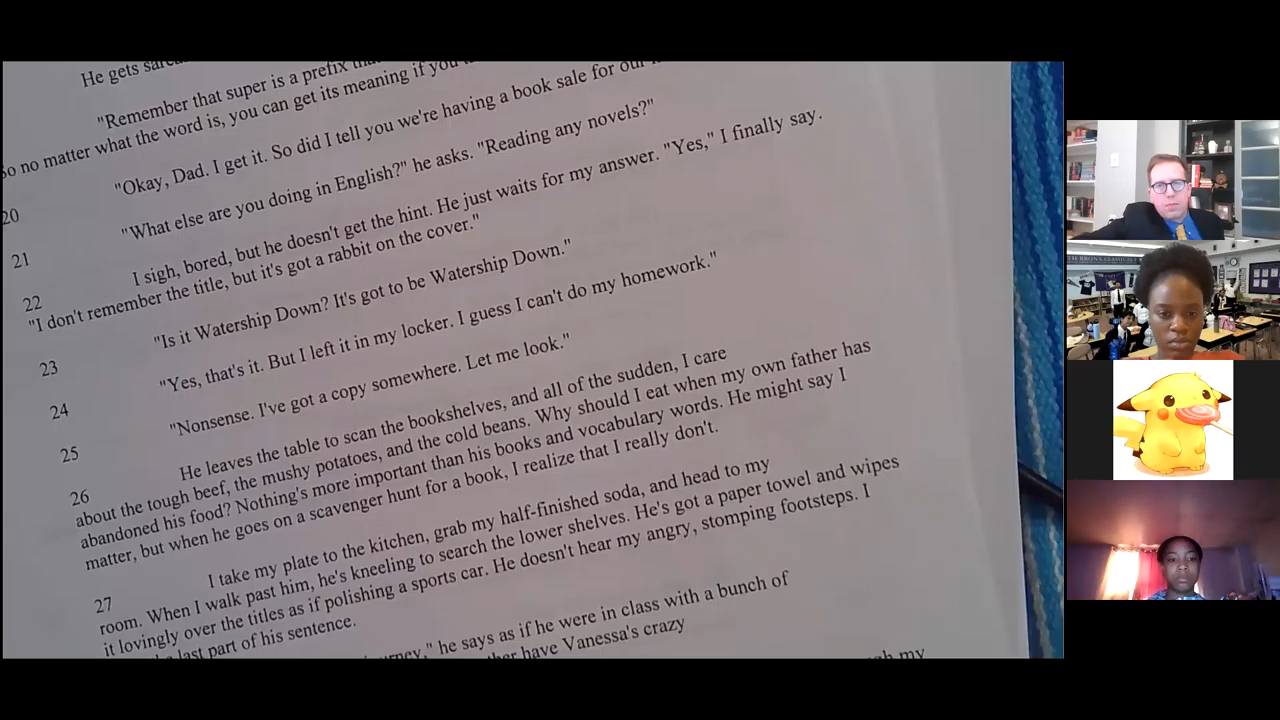 He gets
"Remember that super is a prefix
So no matter what the word is, you can get its meaning if you
"Okay, Dad. I get it. So did I tell you we're having a book sale for our
20
"What else are you doing in English?" he asks. "Reading any novels?"
21
I sigh, bored, but he doesn't get the hint. He just waits for my answer. "Yes," I finally say.
22
"I don't remember the title, but it's got a rabbit on the cover."
"Is it Watership Down? It's got to be Watership Down."
23
"Yes, that's it. But I left it in my locker. I guess I can't do my homework."
24
"Nonsense. I've got a copy somewhere. Let me look."
25
He leaves the table to scan the bookshelves, and all of the sudden, I care
26
about the tough beef, the mushy potatoes, and the cold beans. Why should I eat when my own father has
abandoned his food? Nothing's more important than his books and vocabulary words. He might say I
matter, but when he goes on a scavenger hunt for a book, I realize that I really don't.
I take my plate to the kitchen, grab my half-finished soda, and head to my
27
room. When I walk past him, he's kneeling to search the lower shelves. He's got a paper towel and wipes
it lovingly over the titles as if polishing a sports car. He doesn't hear my angry, stomping footsteps. I
last part of his sentence.
he says as if he were in class with a bunch of
have Vanessa's crazy
my